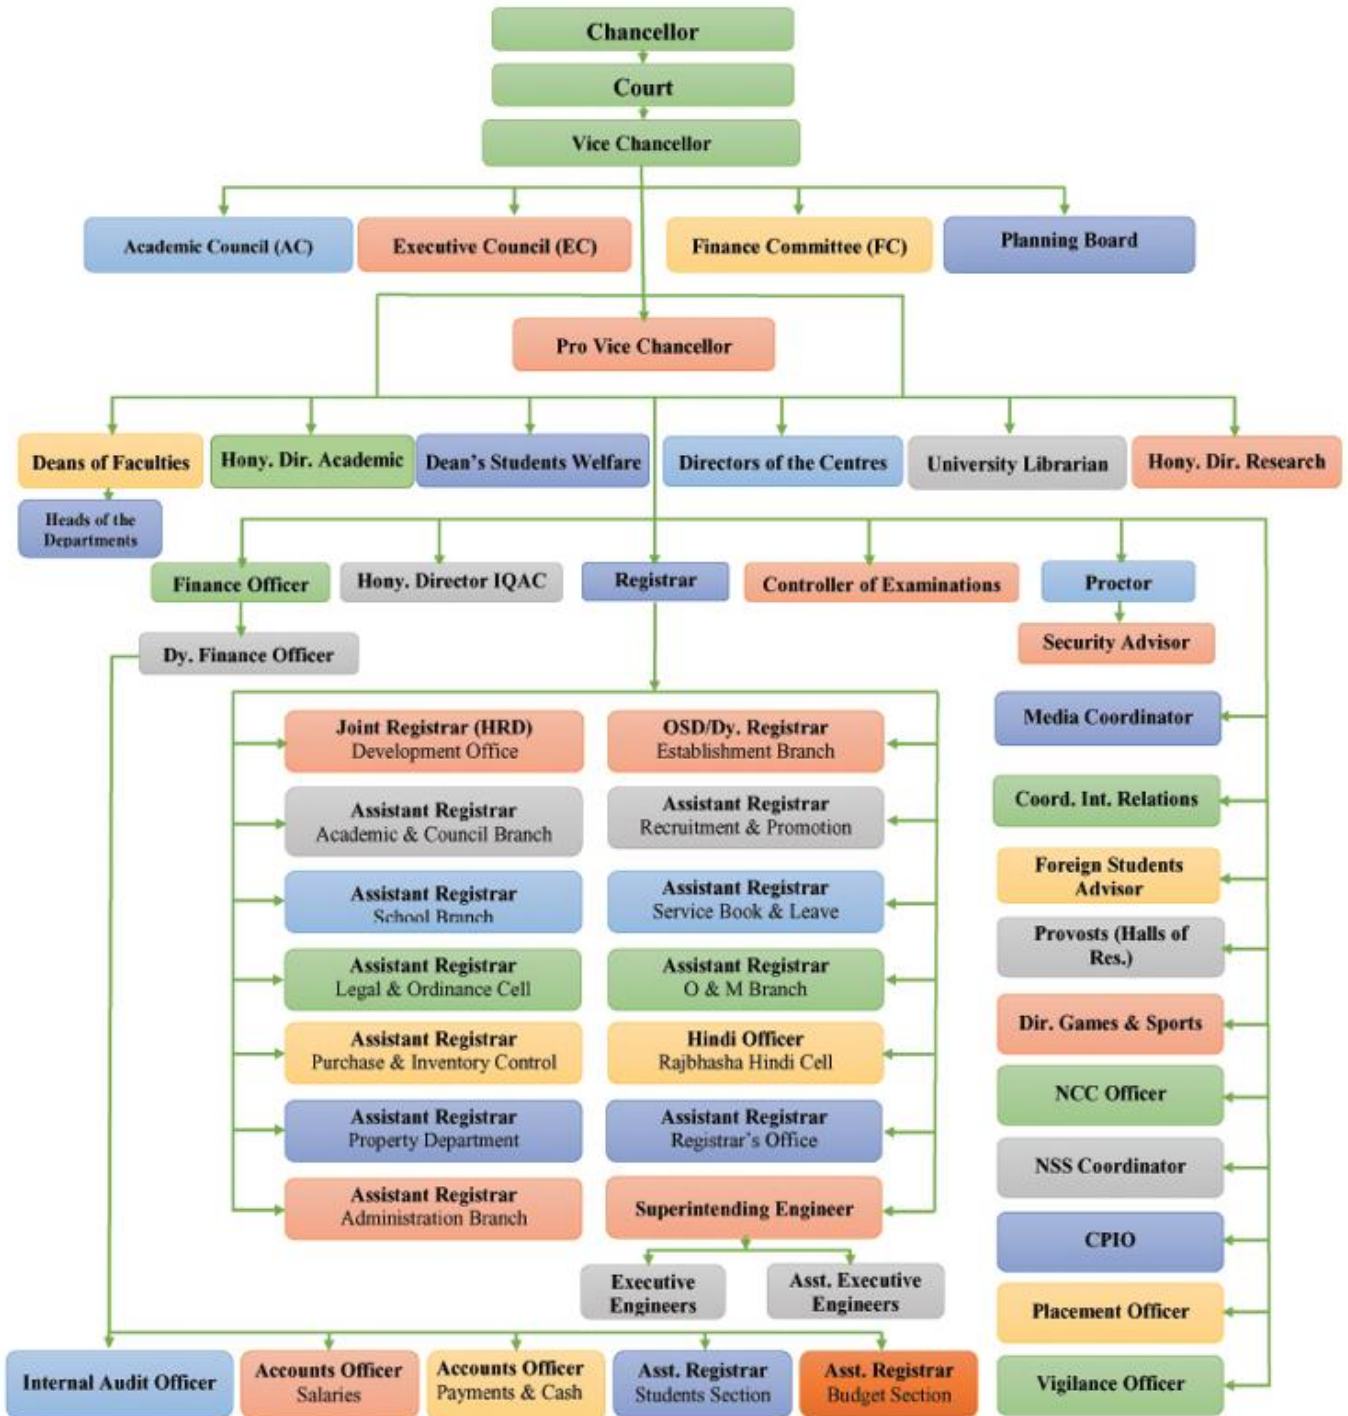 Chancellor
Court
Vice Chancellor
Academic Council (AC)
Executive Council (EC)
Finance Committee (FC)
Planning Board
Pro Vice Chancellor
Deans of Faculties
Hony. Dir. Academic
Dean's Students Welfare
Directors of the Centres
University Librarian
Hony. Dir. Research
Heads of the
Departments
Finance Officer
Hony. Director IQAC
Registrar
Controller of Examinations
Proctor
Dy. Finance Officer
Security Advisor
Joint Registrar (HRD)
Development Office
OSD/Dy. Registrar
Establishment Branch
Assistant Registrar
Academic & Council Branch
Assistant Registrar
Recruitment & Promotion
Assistant Registrar
School Branch
Assistant Registrar
Service Book & Leave
Assistant Registrar
Legal & Ordinance Cell
Assistant Registrar
O & M Branch
Assistant Registrar
Purchase & Inventory Control
Hindi Officer
Rajbhasha Hindi Cell
Assistant Registrar
Property Department
Assistant Registrar
Registrar's Office
Assistant Registrar
Administration Branch
Superintending Engineer
Executive
Engineers
Asst. Executive
Engineers
Media Coordinator
Coord. Int. Relations
Foreign Students
Advisor
Provosts (Halls of
Res.)
Dir. Games & Sports
NCC Officer
NSS Coordinator
CPIO
Placement Officer
Vigilance Officer
Internal Audit Officer
Accounts Officer
Salaries
Accounts Officer
Payments & Cash
Asst. Registrar
Students Section
Asst. Registrar
Budget Section